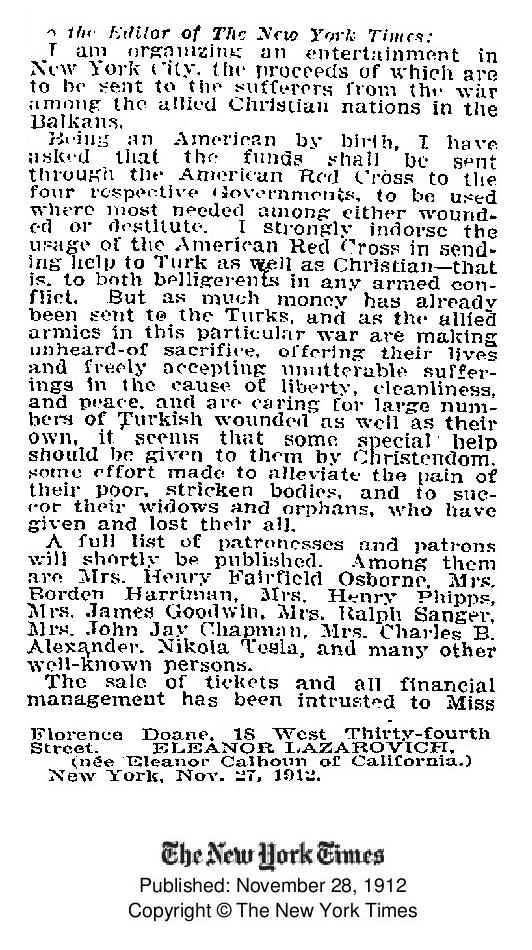 the Editor of The New York Times:
I am organizing an entertainment in
New York City, the proceeds of which are
to be sent to the sufferers from the war
among the allied Christian nations in the
Balkans.
Being an American by birth, I have
asked that the funds shall be sent
through the American Red Cross to the
four respective Governments, to be used
where most needed among either wound-
ed or destitute. I strongly indorse the
usage of the American Red Cross in send-
ing help to Turk as well as Christian—that
is, to both belligerents in any armed con-
flict. But as much money has already
been sent to the Turks, and as the allied
armies in this particular war are making
unheard-of sacrifice, offering their lives
and freely accepting unutterable suffer-
ings in the cause of liberty, cleanliness,
and peace, and are caring for large num-
bers of Turkish wounded as well as their
own, it seems that some special help
should be given to them by Christendom,
some effort made to alleviate the pain of
their poor, stricken bodies, and to suc-
cor their widows and orphans, who have
given and lost their all.
A full list of patronesses and patrons
will shortly be published. Among them
are Mrs. Henry Fairfield Osborne, Mrs.
Borden Harriman, Mrs. Henry Phipps,
Mrs. James Goodwin, Mrs. Ralph Sanger,
Mrs. John Jay Chapman, Mrs. Charles B.
Alexander, Nikola Tesla, and many other
well-known persons.
The sale of tickets and all financial
management has been intrusted to Miss
Florence Doane, 18 West Thirty-fourth
Street. ELEANOR LAZAROVICH,
(née Eleanor Calhoun of California.)
New York, Nov. 27, 1912.
The New York Times
Published: November 28, 1912
Copyright © The New York Times